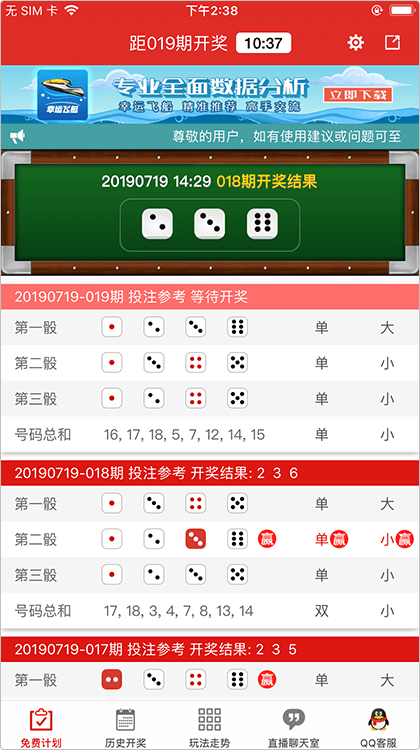 无 SIM 卡 下午2:38
距019期开奖 10:37
专业全面数据分析
幸运飞艇 幸运飞船 精准推荐 高手交流 立即下载
尊敬的用户，如有使用建议或问题可至
20190719 14:29 018期开奖结果
20190719-019期 投注参考 等待开奖
第一骰 单 大
第二骰 单 小
第三骰 单 小
号码总和 16, 17, 18, 5, 7, 12, 14, 15 单 小
20190719-018期 投注参考 开奖结果: 2 3 6
第一骰 单 大
第二骰 赢 单 赢 小 赢
第三骰 单 小
号码总和 17, 18, 3, 4, 7, 8, 13, 14 双 小
20190719-017期 投注参考 开奖结果: 2 3 5
第一骰 赢 单 小
免费计划 历史开奖 玩法走势 直播聊天室 QQ客服